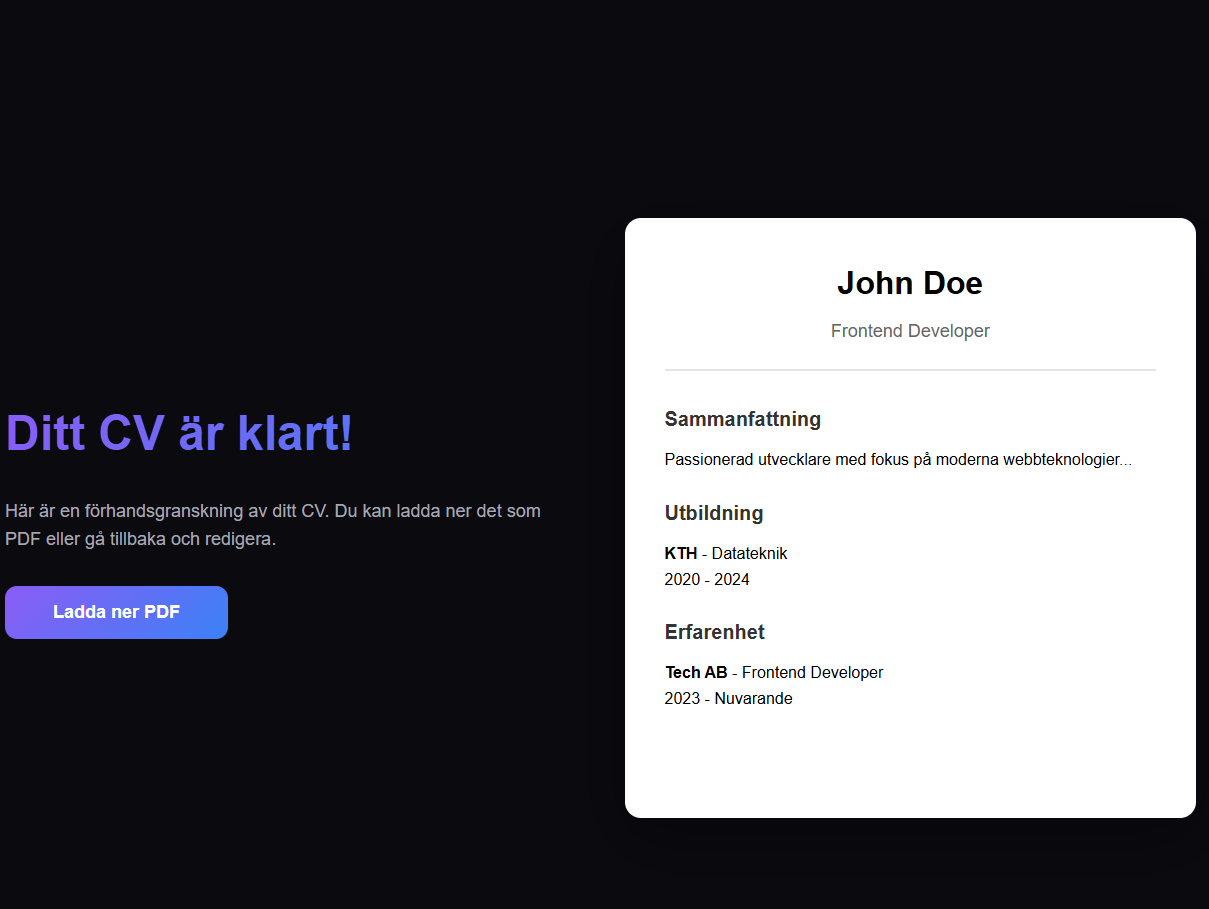 Ditt CV är klart!
Här är en förhandsgranskning av ditt CV. Du kan ladda ner det som
PDF eller gå tillbaka och redigera.
Ladda ner PDF
John Doe
Frontend Developer
Sammanfattning
Passionerad utvecklare med fokus på moderna webbteknologier...
Utbildning
KTH - Datateknik
2020 - 2024
Erfarenhet
Tech AB - Frontend Developer
2023 - Nuvarande